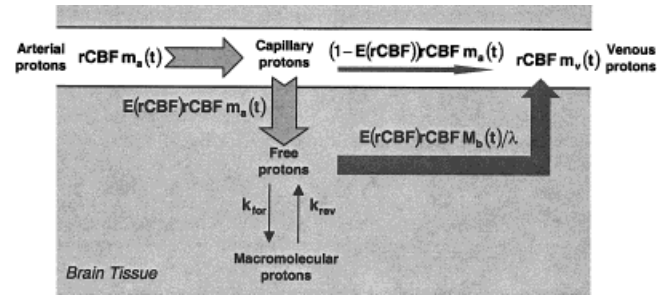 Arterial protons
rCBF mₐ(t)
Capillary protons
(1-E(rCBF))rCBF mₐ(t)
rCBF mᵥ(t)
Venous protons
E(rCBF)rCBF mₐ(t)
E(rCBF)rCBF M_b(t)/λ
Free protons
k_for
k_rev
Macromolecular protons
Brain Tissue